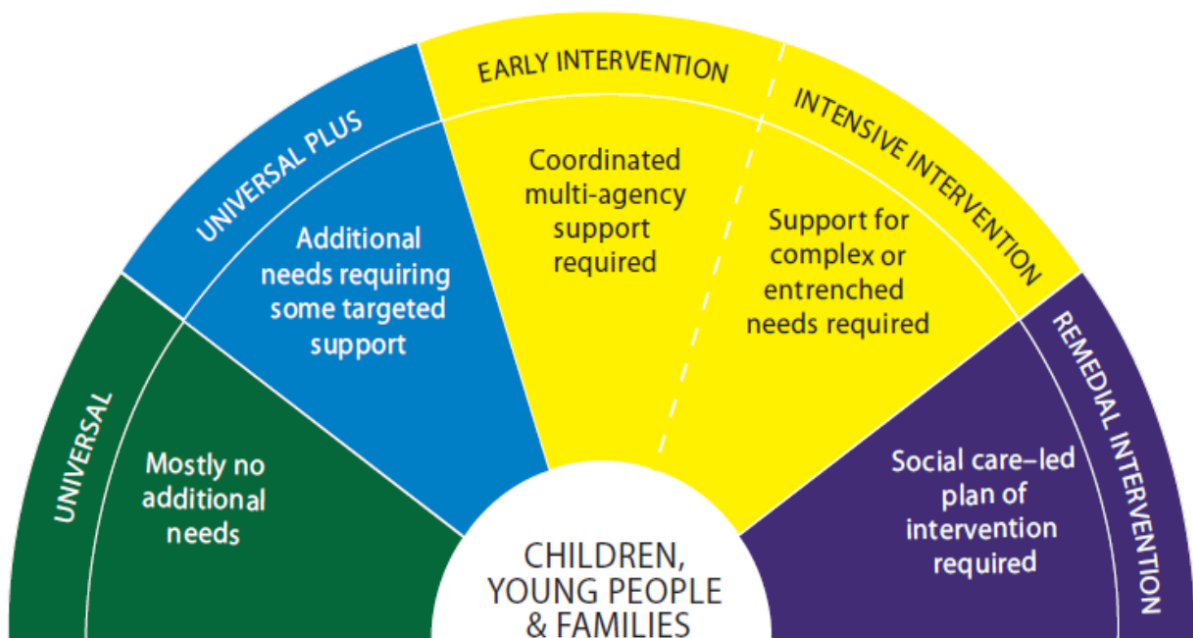 UNIVERSAL
Mostly no
additional
needs
UNIVERSAL PLUS
Additional
needs requiring
some targeted
support
EARLY INTERVENTION
Coordinated
multi-agency
support
required
INTENSIVE INTERVENTION
Support for
complex or
entrenched
needs required
REMEDIAL INTERVENTION
Social care–led
plan of
intervention
required
CHILDREN,
YOUNG PEOPLE
& FAMILIES